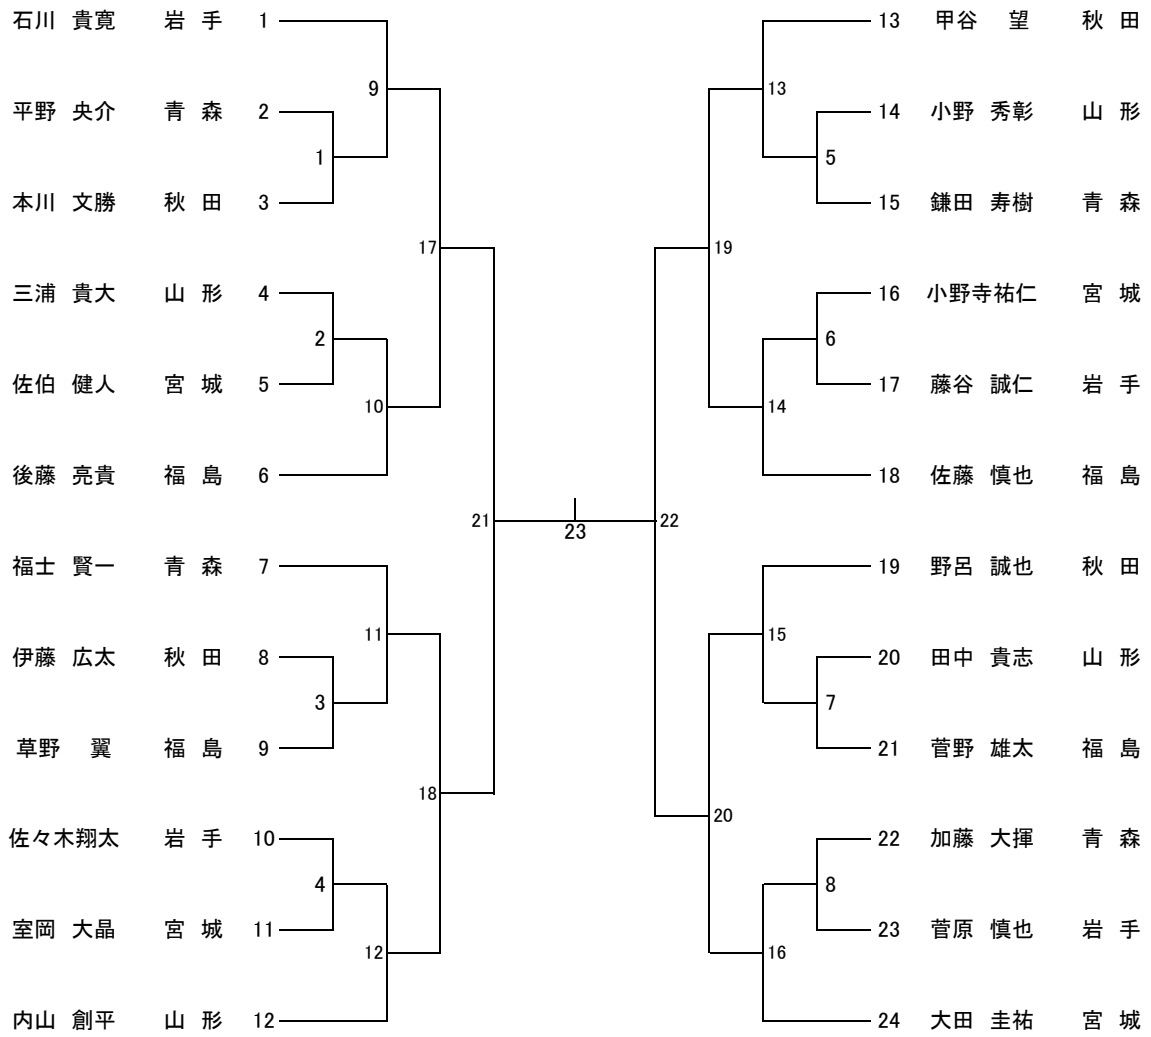 石川 貴寛 岩手 1
9
平野 央介 青森 2
1
本川 文勝 秋田 3
17
三浦 貴大 山形 4
2
佐伯 健人 宮城 5
10
後藤 亮貴 福島 6
21
福士 賢一 青森 7
11
伊藤 広太 秋田 8
3
草野 翼 福島 9
18
佐々木翔太 岩手 10
4
室岡 大晶 宮城 11
12
内山 創平 山形 12
23
13 甲谷 望 秋田
13
14 小野 秀彰 山形
5
15 鎌田 寿樹 青森
19
16 小野寺祐仁 宮城
6
17 藤谷 誠仁 岩手
14
18 佐藤 慎也 福島
22
19 野呂 誠也 秋田
15
20 田中 貴志 山形
7
21 菅野 雄太 福島
20
22 加藤 大揮 青森
8
23 菅原 慎也 岩手
16
24 大田 圭祐 宮城